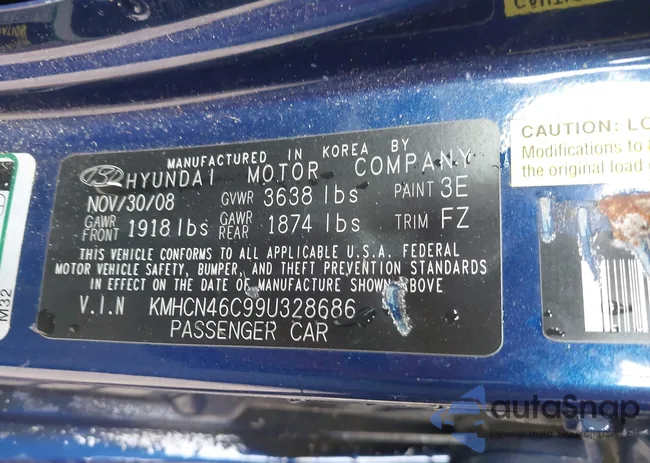 MANUFACTURED IN KOREA BY
HYUNDAI MOTOR COMPANY
NOV/30/08 GVWR 3638 lbs PAINT 3E
GAWR FRONT 1918 lbs GAWR REAR 1874 lbs TRIM FZ
THIS VEHICLE CONFORMS TO ALL APPLICABLE U.S.A. FEDERAL
MOTOR VEHICLE SAFETY, BUMPER, AND THEFT PREVENTION STANDARDS
IN EFFECT ON THE DATE OF MANUFACTURE SHOWN ABOVE
V.I.N KMHCN46C99U328686
PASSENGER CAR
CAUTION: LO
Modifications to
the original load
M32
autoSnap